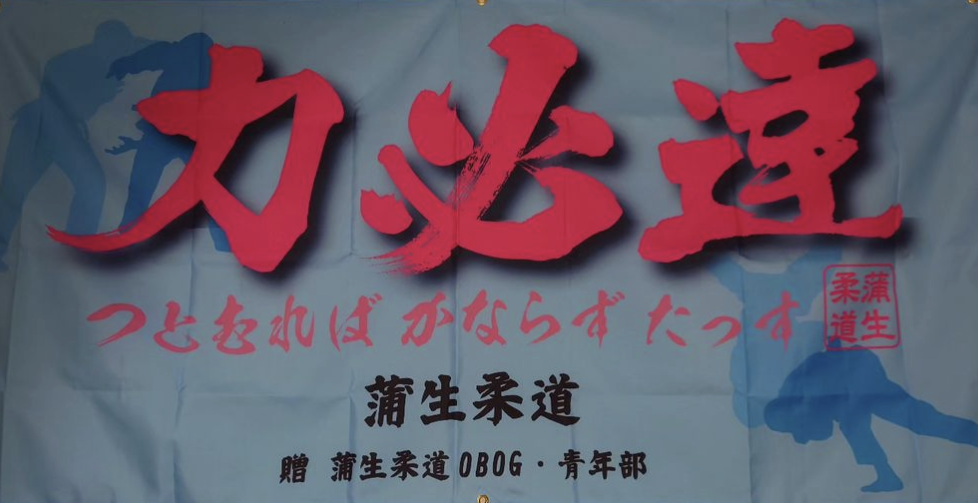 力必達
つとむれば かならず たっす
蒲生
柔道
蒲生柔道
贈 蒲生柔道OBOG・青年部